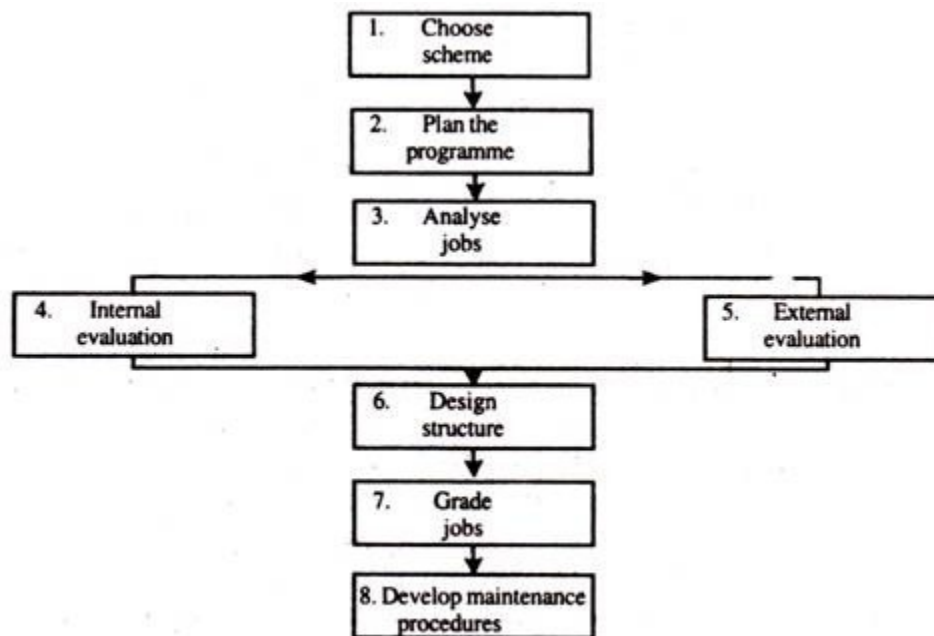 1. Choose
scheme
2. Plan the
programme
3. Analyse
jobs
4. Internal
evaluation
5. External
evaluation
6. Design
structure
7. Grade
jobs
8. Develop maintenance
procedures